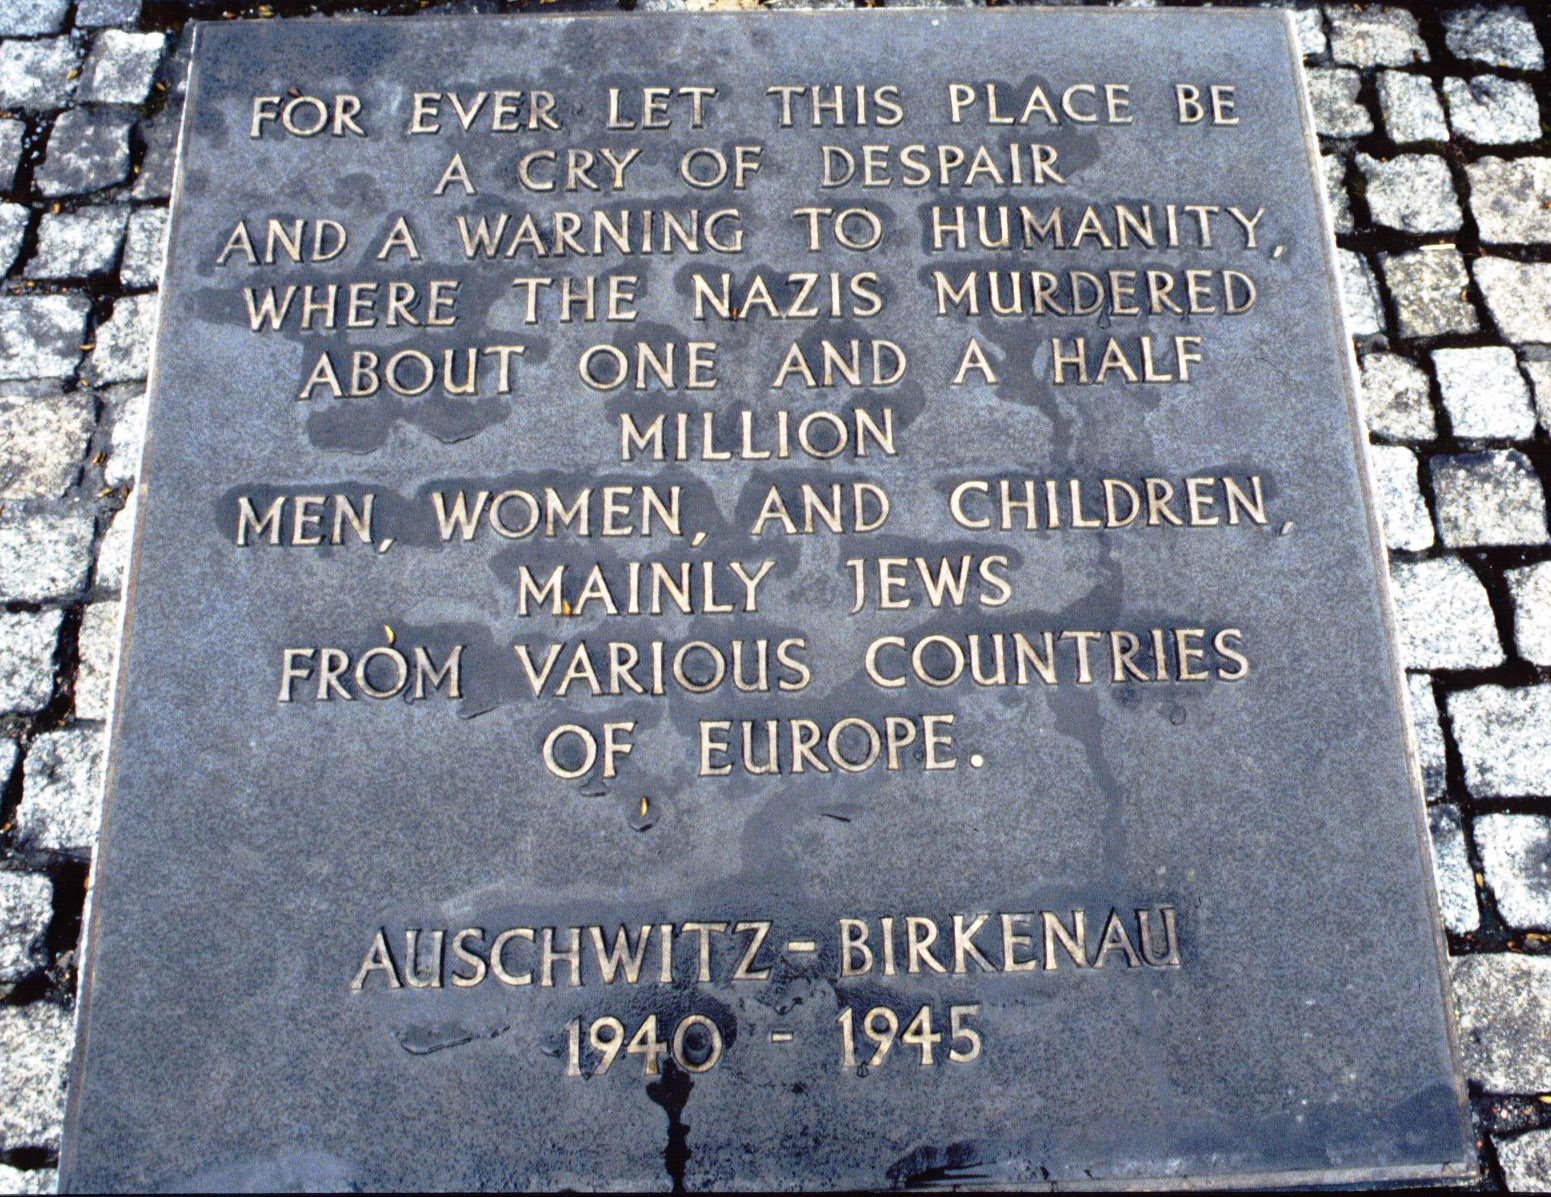 FOR EVER LET THIS PLACE BE
A CRY OF DESPAIR
AND A WARNING TO HUMANITY,
WHERE THE NAZIS MURDERED
ABOUT ONE AND A HALF
MILLION
MEN, WOMEN, AND CHILDREN,
MAINLY JEWS
FROM VARIOUS COUNTRIES
OF EUROPE.
AUSCHWITZ-BIRKENAU
1940 - 1945